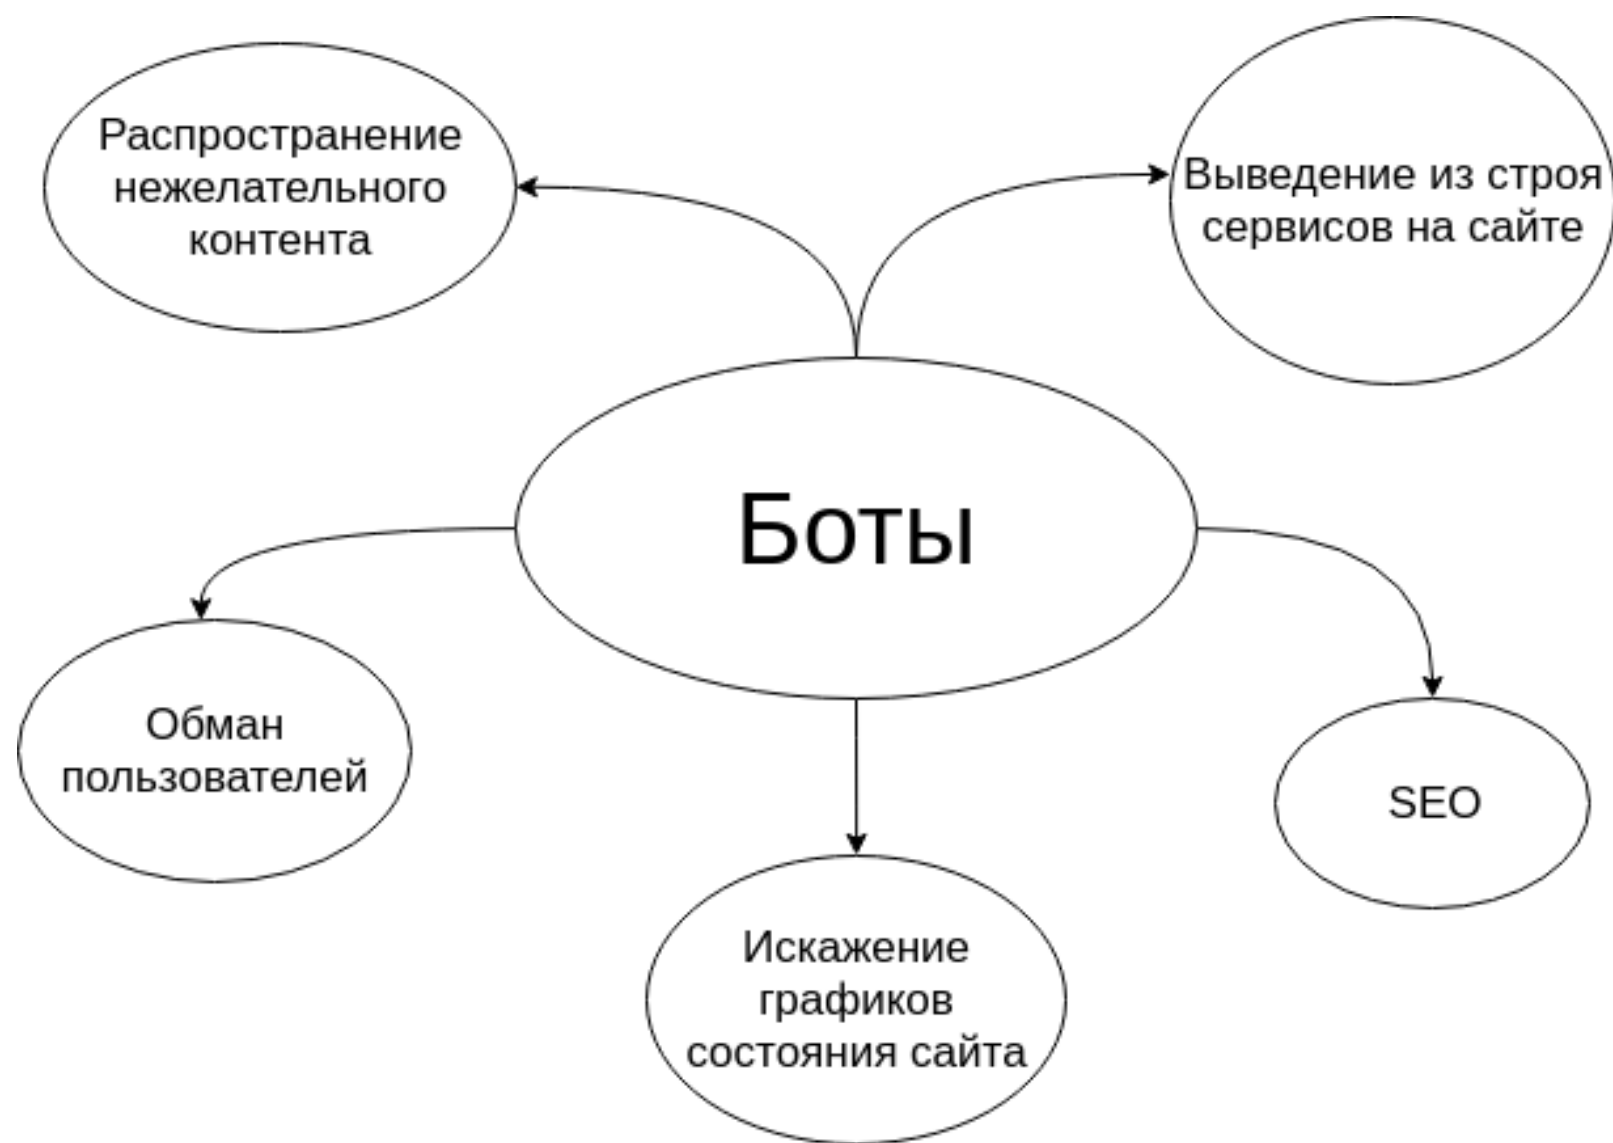 Распространение
нежелательного
контента
Выведение из строя
сервисов на сайте
Боты
Обман
пользователей
SEO
Искажение
графиков
состояния сайта